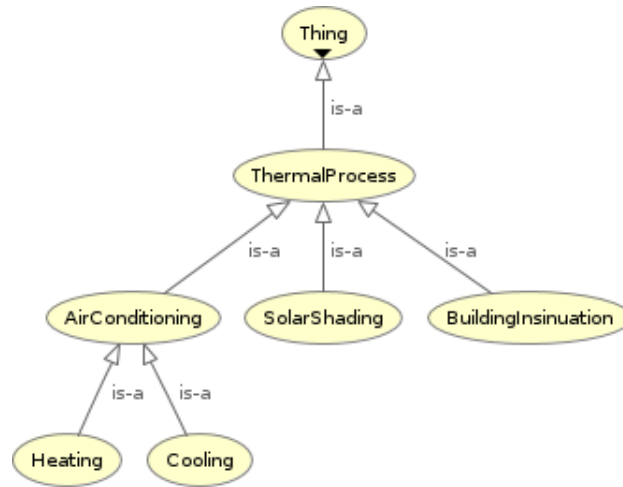 Thing
is-a
ThermalProcess
is-a
is-a
is-a
AirConditioning
SolarShading
BuildingInsinuation
is-a
is-a
Heating
Cooling